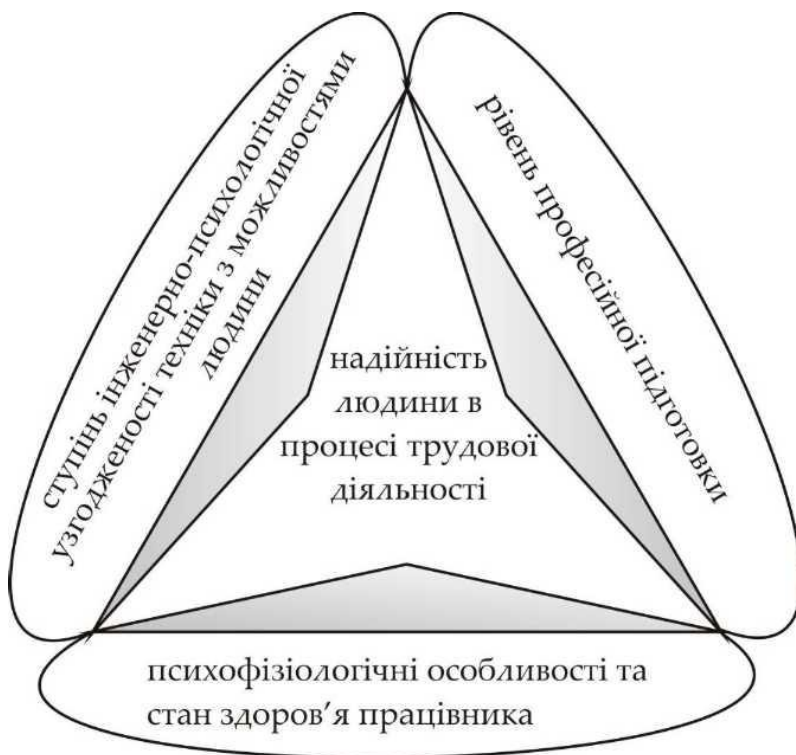 ступінь інженерно-психологічної
узгодженості техніки з можливостями
людини
рівень професійної підготовки
надійність
людини в
процесі трудової
діяльності
психофізіологічні особливості та
стан здоров’я працівника